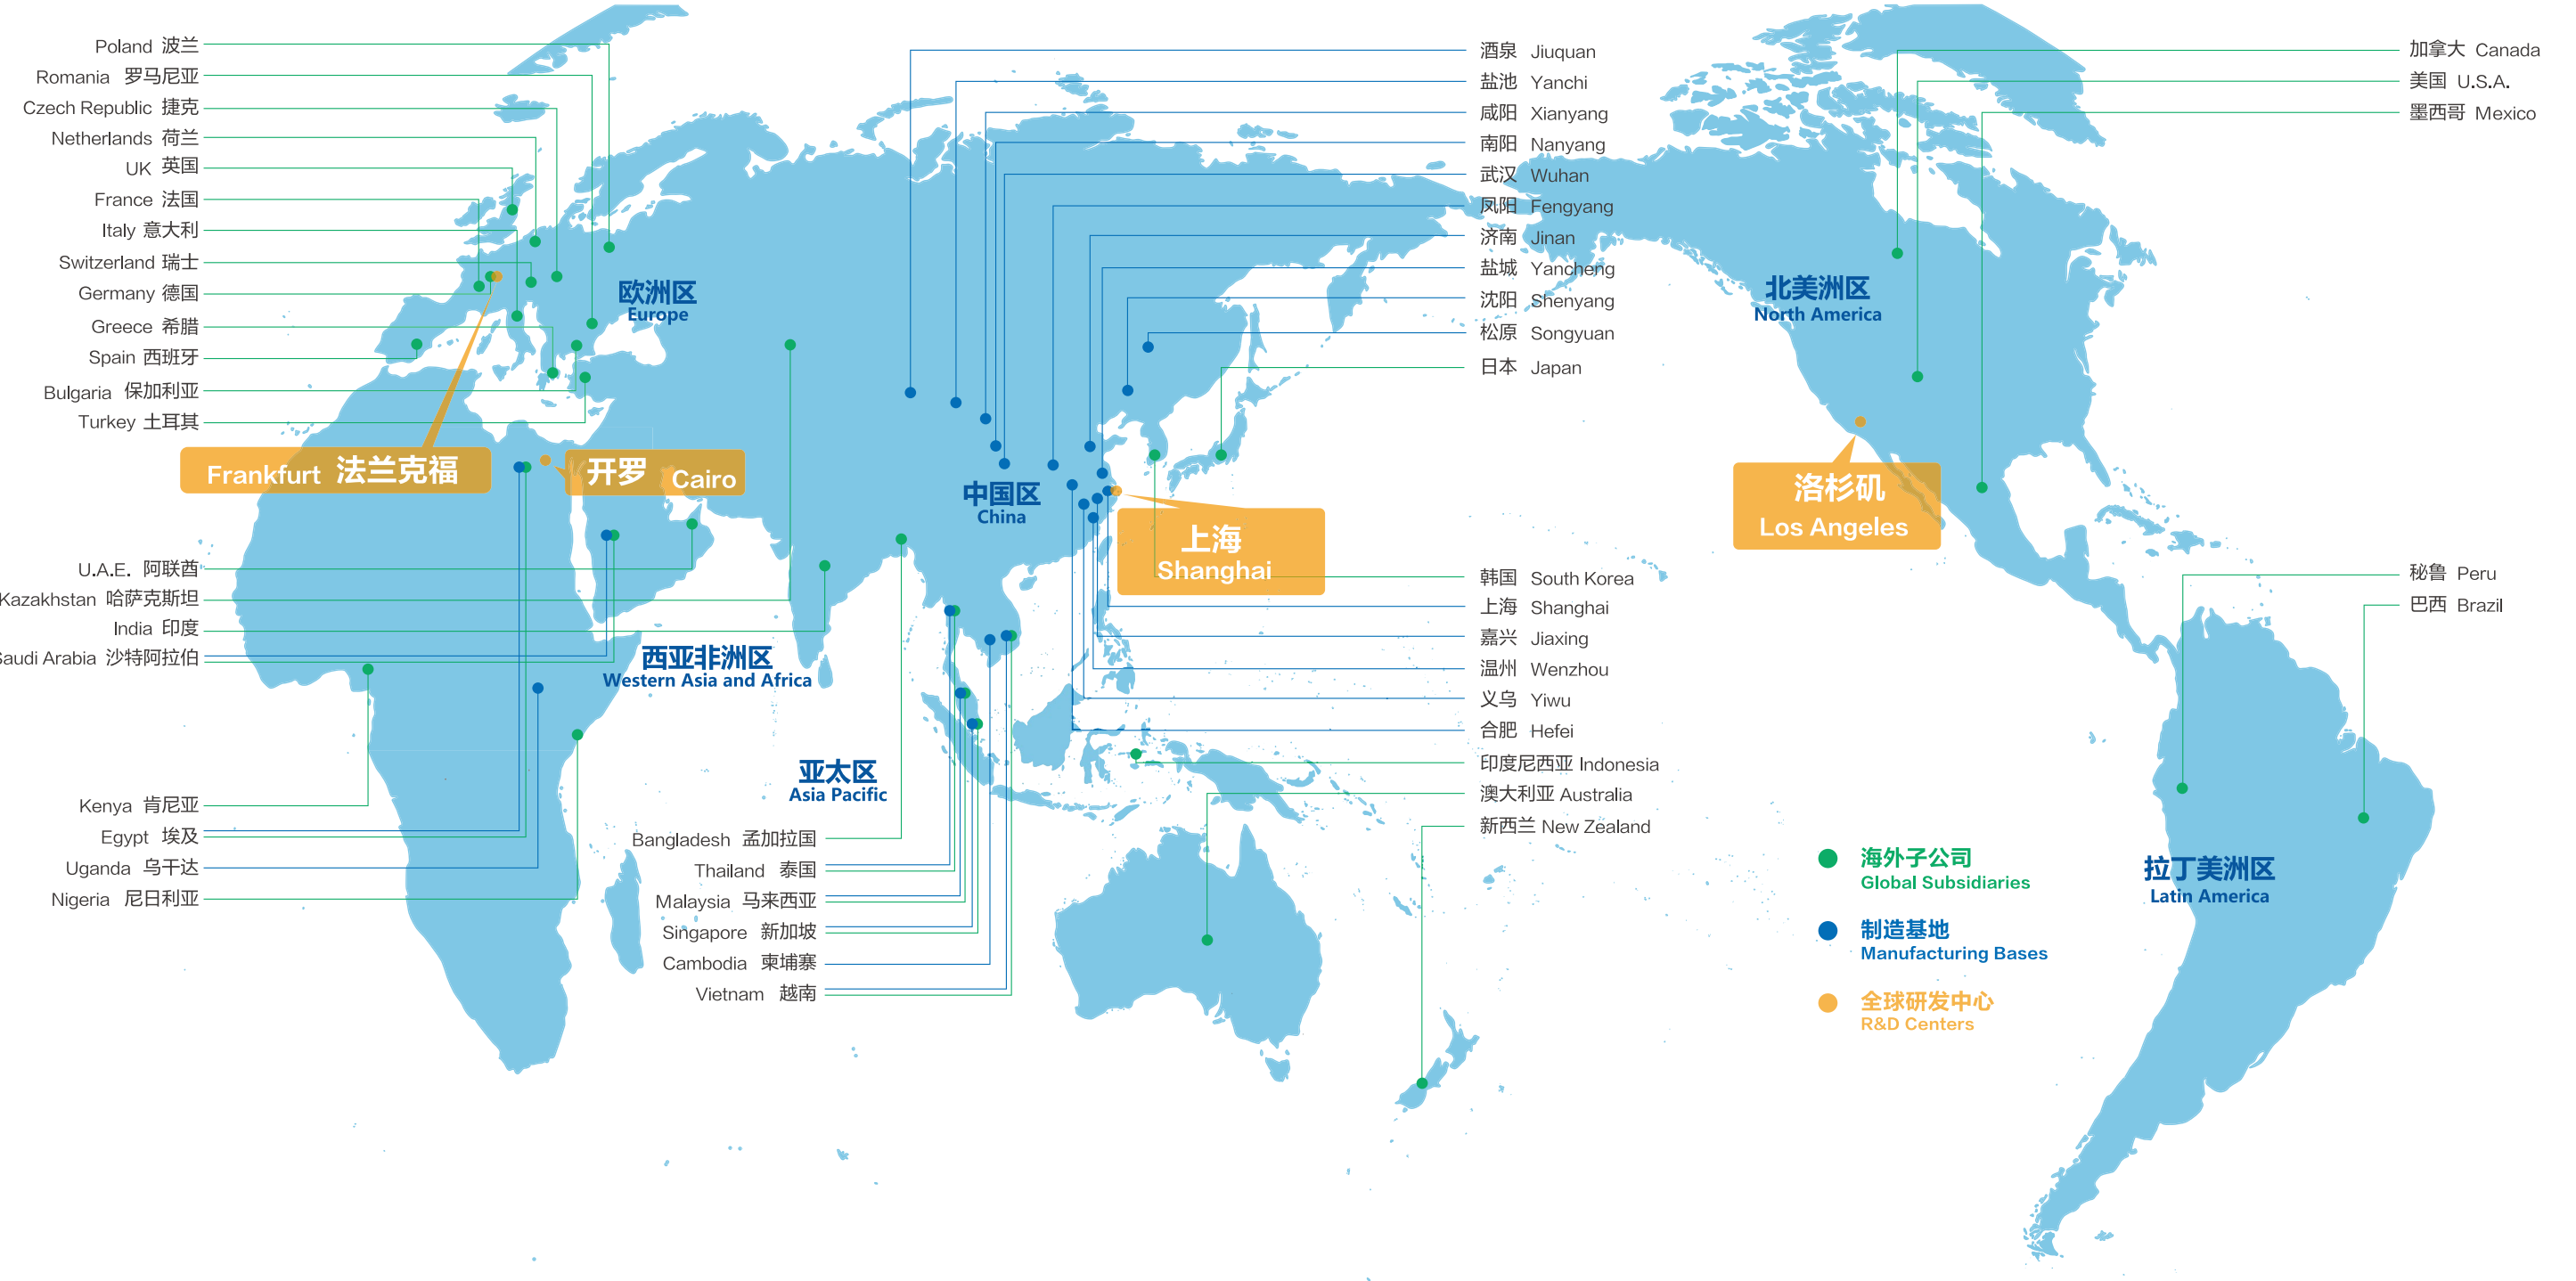 Poland 波兰
Romania 罗马尼亚
Czech Republic 捷克
Netherlands 荷兰
UK 英国
France 法国
Italy 意大利
Switzerland 瑞士
Germany 德国
Greece 希腊
Spain 西班牙
Bulgaria 保加利亚
Turkey 土耳其
Frankfurt 法兰克福
开罗 Cairo
欧洲区
Europe
U.A.E. 阿联酋
Kazakhstan 哈萨克斯坦
India 印度
Saudi Arabia 沙特阿拉伯
西亚非洲区
Western Asia and Africa
Kenya 肯尼亚
Egypt 埃及
Uganda 乌干达
Nigeria 尼日利亚
亚太区
Asia Pacific
Bangladesh 孟加拉国
Thailand 泰国
Malaysia 马来西亚
Singapore 新加坡
Cambodia 柬埔寨
Vietnam 越南
中国区
China
上海
Shanghai
酒泉 Jiuquan
盐池 Yanchi
咸阳 Xianyang
南阳 Nanyang
武汉 Wuhan
凤阳 Fengyang
济南 Jinan
盐城 Yancheng
沈阳 Shenyang
松原 Songyuan
日本 Japan
韩国 South Korea
上海 Shanghai
嘉兴 Jiaxing
温州 Wenzhou
义乌 Yiwu
合肥 Hefei
印度尼西亚 Indonesia
澳大利亚 Australia
新西兰 New Zealand
加拿大 Canada
美国 U.S.A.
墨西哥 Mexico
北美洲区
North America
洛杉矶
Los Angeles
秘鲁 Peru
巴西 Brazil
拉丁美洲区
Latin America
海外子公司
Global Subsidiaries
制造基地
Manufacturing Bases
全球研发中心
R&D Centers